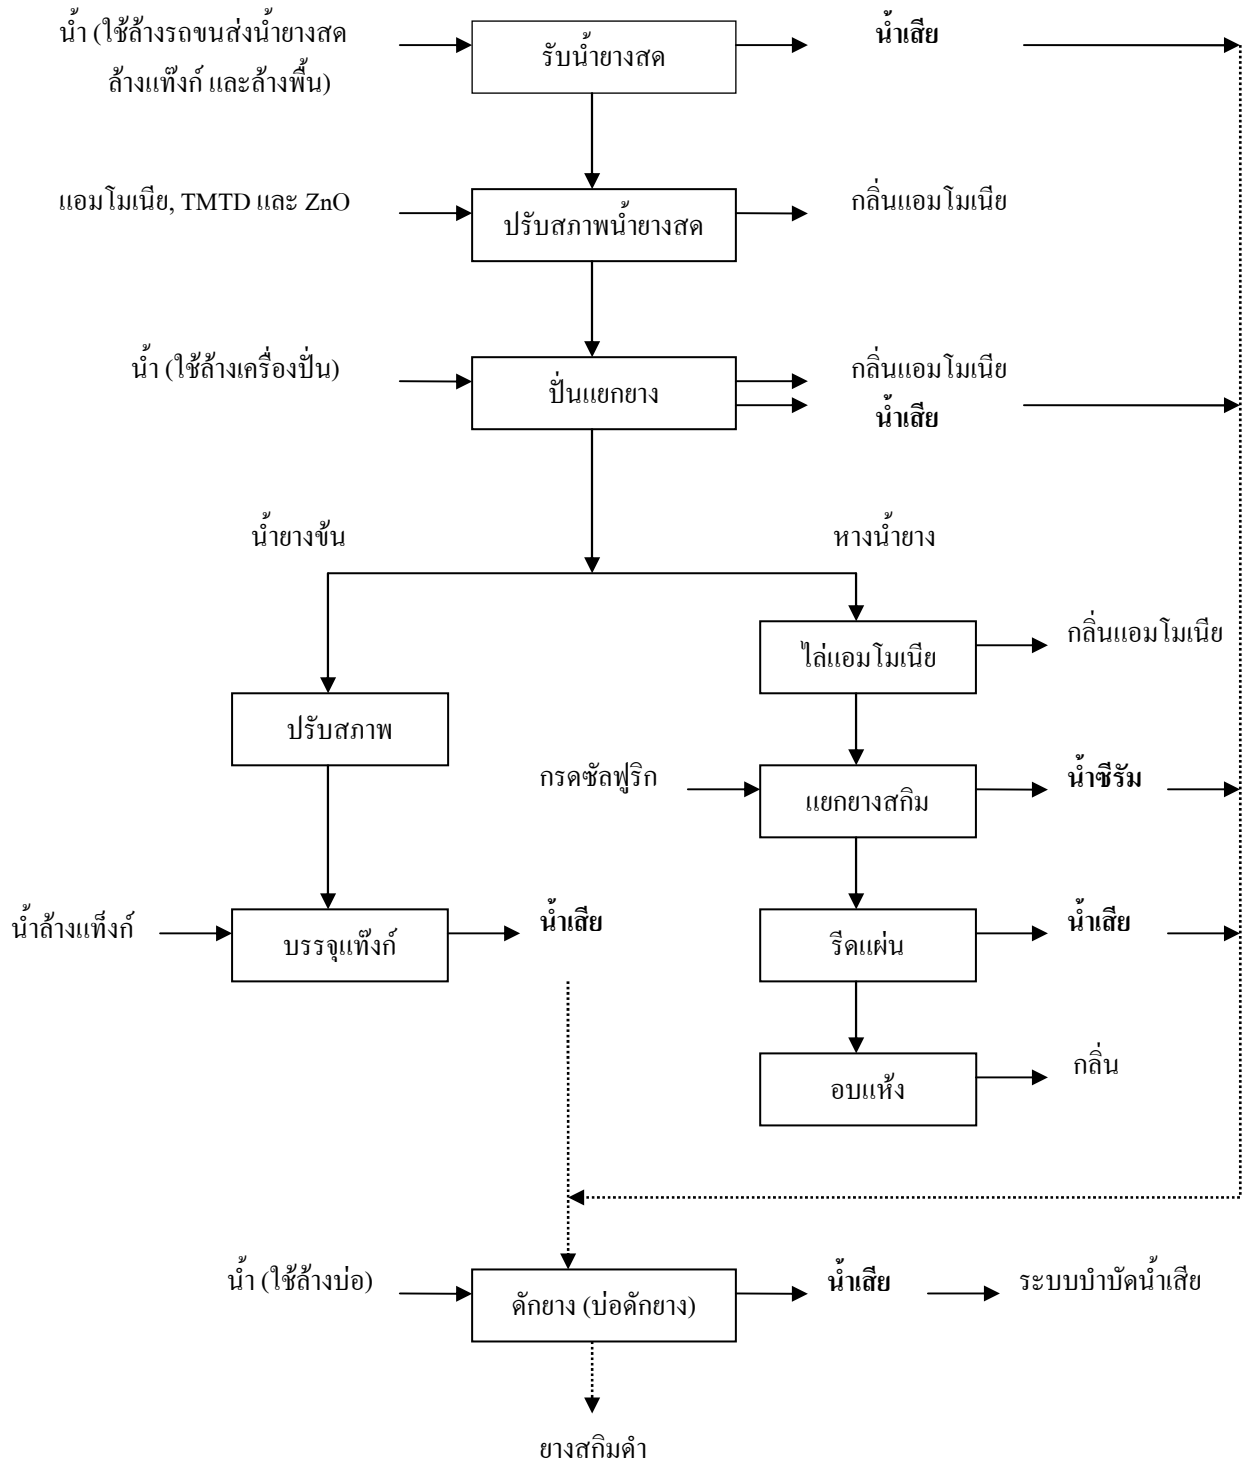 น้ำ (ใช้ล้างรถขนส่งน้ำยางสด
ล้างแท๊งก์ และล้างพื้น)
รับน้ำยางสด
น้ำเสีย
แอมโมเนีย, TMTD และ ZnO
ปรับสภาพน้ำยางสด
กลิ่นแอมโมเนีย
น้ำ (ใช้ล้างเครื่องปั่น)
ปั่นแยกยาง
กลิ่นแอมโมเนีย
น้ำเสีย
น้ำยางข้น
หางน้ำยาง
ไล่แอมโมเนีย
กลิ่นแอมโมเนีย
ปรับสภาพ
กรดซัลฟูริก
แยกยางสกิม
น้ำซีรัม
น้ำล้างแท็งก์
บรรจุแท๊งก์
น้ำเสีย
รีดแผ่น
น้ำเสีย
อบแห้ง
กลิ่น
น้ำ (ใช้ล้างบ่อ)
ดักยาง (บ่อดักยาง)
น้ำเสีย
ระบบบำบัดน้ำเสีย
ยางสกิมดำ